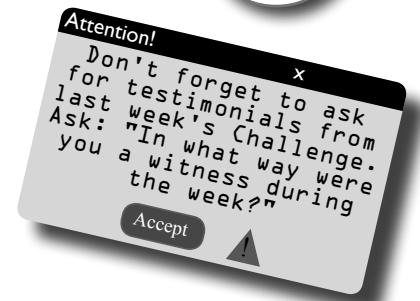 Attention!
x
Don't forget to ask
for testimonials from
last week's Challenge.
Ask: "In what way were
you a witness during
the week?"
Accept
!